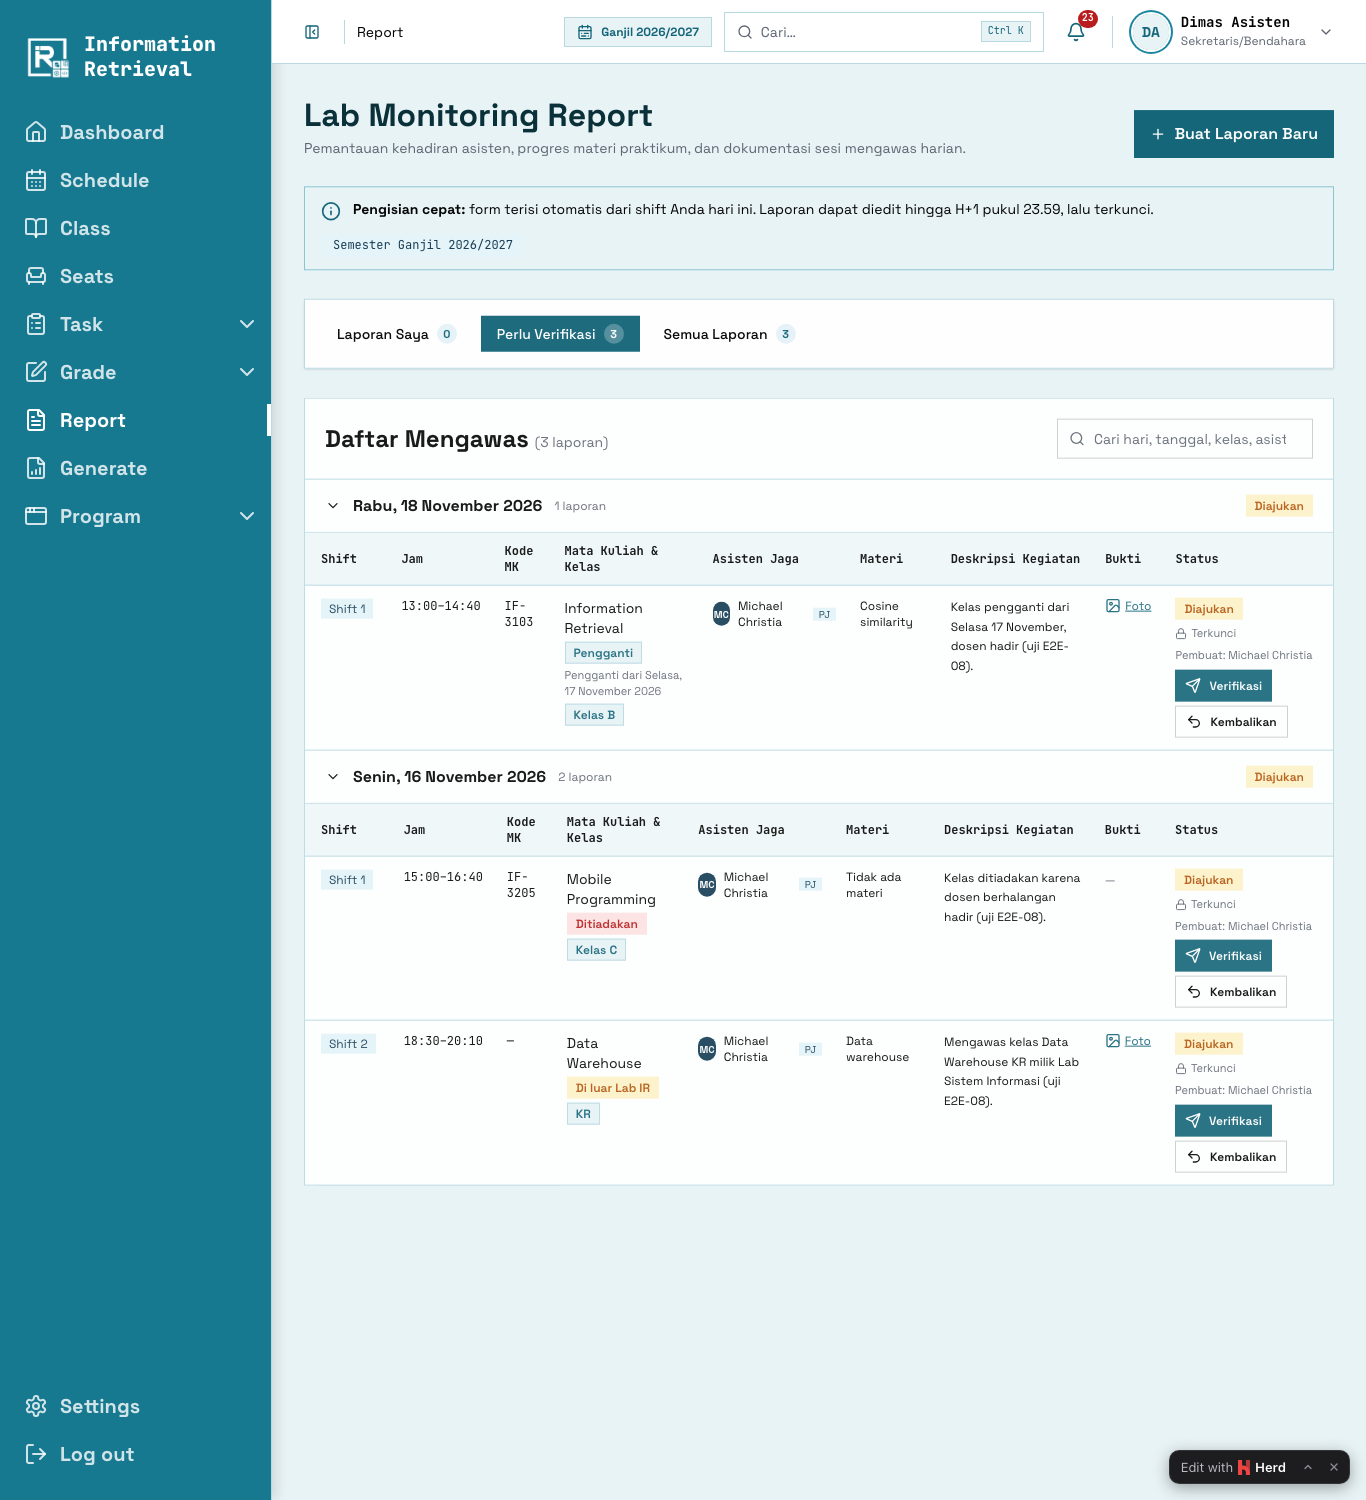 Information
Retrieval
Dashboard
Schedule
Class
Seats
Task
Grade
Report
Generate
Program
Settings
Log out
Report
Ganjil 2026/2027
Cari...
Ctrl K
23
DA
Dimas Asisten
Sekretaris/Bendahara
Lab Monitoring Report
Pemantauan kehadiran asisten, progres materi praktikum, dan dokumentasi sesi mengawas harian.
+ Buat Laporan Baru
Pengisian cepat: form terisi otomatis dari shift Anda hari ini. Laporan dapat diedit hingga H+1 pukul 23.59, lalu terkunci.
Semester Ganjil 2026/2027
Laporan Saya 0
Perlu Verifikasi 3
Semua Laporan 3
Daftar Mengawas (3 laporan)
Cari hari, tanggal, kelas, asist
Rabu, 18 November 2026 1 laporan
Diajukan
Shift
Jam
Kode
MK
Mata Kuliah &
Kelas
Asisten Jaga
Materi
Deskripsi Kegiatan
Bukti
Status
Shift 1
13:00–14:40
IF-
3103
Information
Retrieval
Pengganti
Pengganti dari Selasa,
17 November 2026
Kelas B
MC
Michael
Christia
PJ
Cosine
similarity
Kelas pengganti dari
Selasa 17 November,
dosen hadir (uji E2E-
08).
Foto
Diajukan
Terkunci
Pembuat: Michael Christia
Verifikasi
Kembalikan
Senin, 16 November 2026 2 laporan
Diajukan
Shift
Jam
Kode
MK
Mata Kuliah &
Kelas
Asisten Jaga
Materi
Deskripsi Kegiatan
Bukti
Status
Shift 1
15:00–16:40
IF-
3205
Mobile
Programming
Ditiadakan
Kelas C
MC
Michael
Christia
PJ
Tidak ada
materi
Kelas ditiadakan karena
dosen berhalangan
hadir (uji E2E-08).
—
Diajukan
Terkunci
Pembuat: Michael Christia
Verifikasi
Kembalikan
Shift 2
18:30–20:10
—
Data
Warehouse
Di luar Lab IR
KR
MC
Michael
Christia
PJ
Data
warehouse
Mengawas kelas Data
Warehouse KR milik Lab
Sistem Informasi (uji
E2E-08).
Foto
Diajukan
Terkunci
Pembuat: Michael Christia
Verifikasi
Kembalikan
Edit with Herd